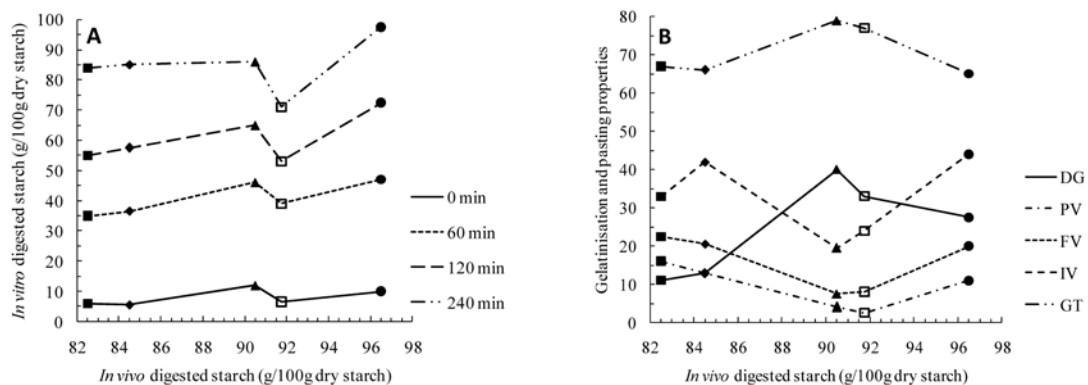 A
In vitro digested starch (g/100g dry starch)
100
90
80
70
60
50
40
30
20
10
0
82 84 86 88 90 92 94 96 98
In vivo digested starch (g/100g dry starch)
0 min
60 min
120 min
240 min
B
Gelatinisation and pasting properties
80
70
60
50
40
30
20
10
0
82 84 86 88 90 92 94 96 98
In vivo digested starch (g/100g dry starch)
DG
PV
FV
IV
GT